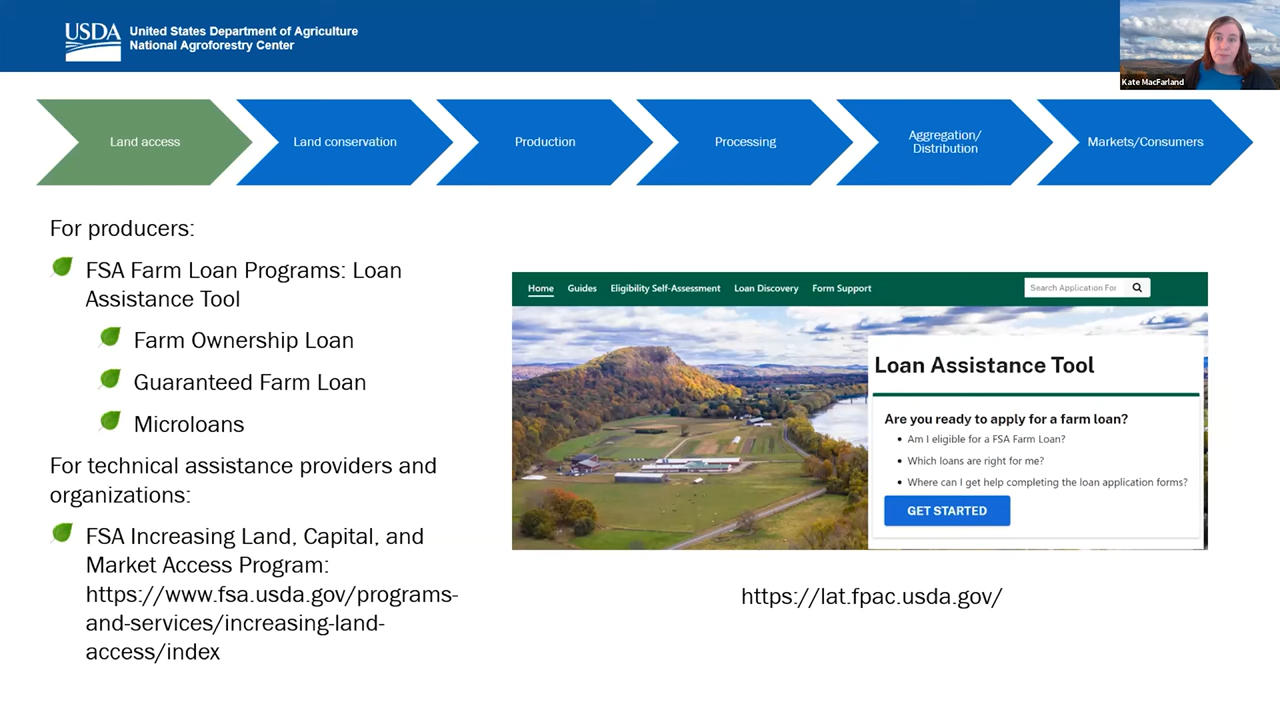 USDA
United States Department of Agriculture
National Agroforestry Center
Kate MacFarland
Land access
Land conservation
Production
Processing
Aggregation/
Distribution
Markets/Consumers
For producers:
FSA Farm Loan Programs: Loan
Assistance Tool
Farm Ownership Loan
Guaranteed Farm Loan
Microloans
For technical assistance providers and
organizations:
FSA Increasing Land, Capital, and
Market Access Program:
https://www.fsa.usda.gov/programs-
and-services/increasing-land-
access/index
Home Guides Eligibility Self-Assessment Loan Discovery Form Support Search Application For
Loan Assistance Tool
Are you ready to apply for a farm loan?
• Am I eligible for a FSA Farm Loan?
• Which loans are right for me?
• Where can I get help completing the loan application forms?
GET STARTED
https://lat.fpac.usda.gov/